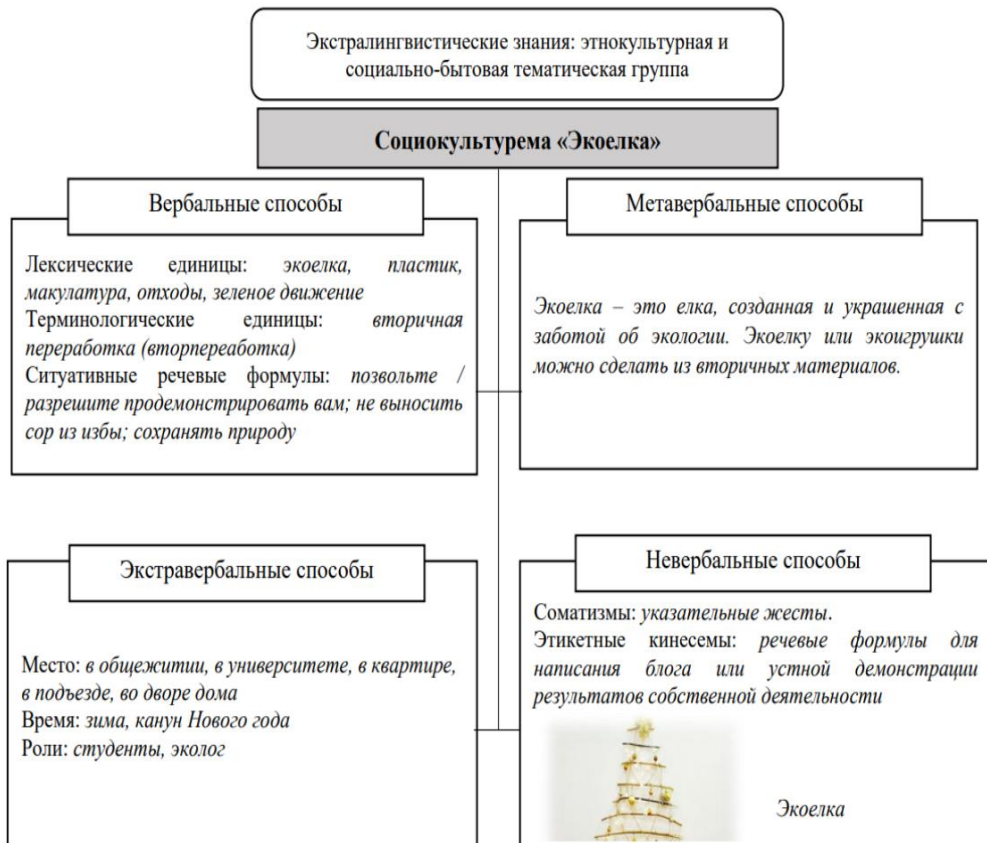 Экстралингвистические знания: этнокультурная и
социально-бытовая тематическая группа
Социокультурема «Экоелка»
Вербальные способы
Лексические единицы: экоелка, пластик,
макулатура, отходы, зеленое движение
Терминологические единицы: вторичная
переработка (вторпереаботка)
Ситуативные речевые формулы: позвольте /
разрешите продемонстрировать вам; не выносить
сор из избы; сохранять природу
Метавербальные способы
Экоелка – это елка, созданная и украшенная с
заботой об экологии. Экоелку или экоигрушки
можно сделать из вторичных материалов.
Экстравербальные способы
Место: в общежитии, в университете, в квартире,
в подъезде, во дворе дома
Время: зима, канун Нового года
Роли: студенты, эколог
Невербальные способы
Соматизмы: указательные жесты.
Этикетные кинесемы: речевые формулы для
написания блога или устной демонстрации
результатов собственной деятельности
Экоелка